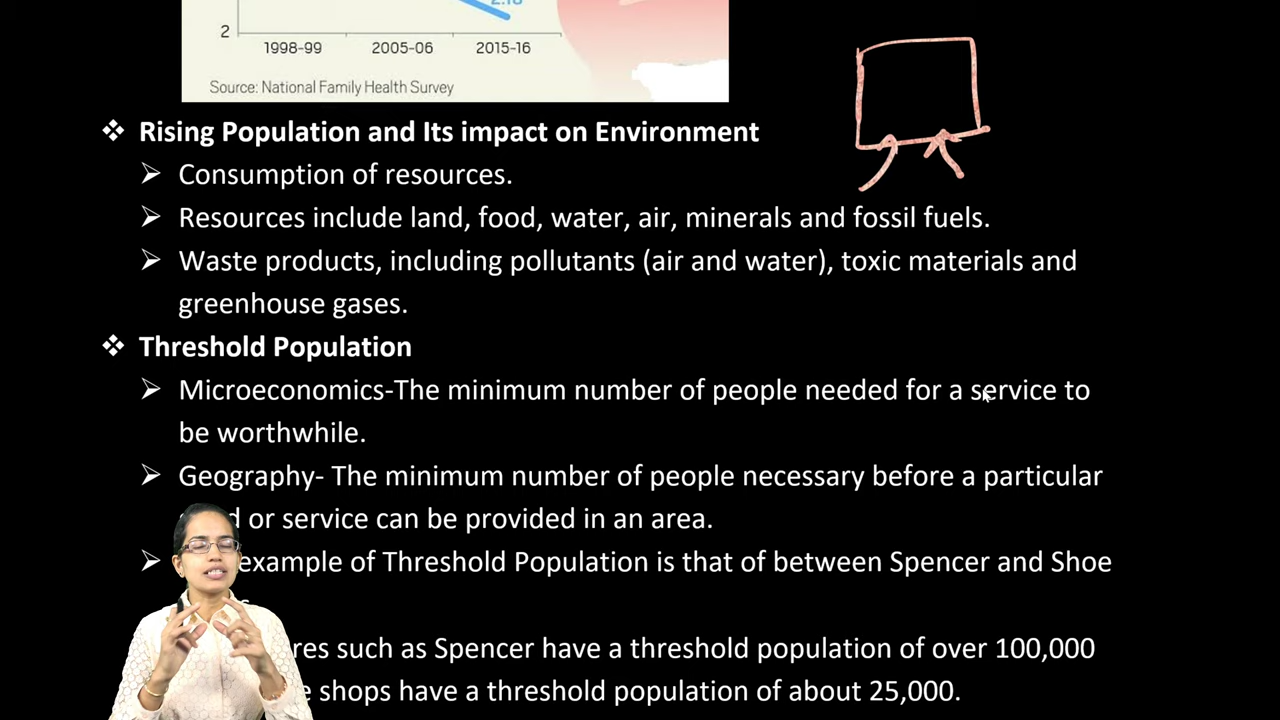 2.18
2
1998-99 2005-06 2015-16
Source: National Family Health Survey
❖ Rising Population and Its impact on Environment
➢ Consumption of resources.
➢ Resources include land, food, water, air, minerals and fossil fuels.
➢ Waste products, including pollutants (air and water), toxic materials and
greenhouse gases.
❖ Threshold Population
➢ Microeconomics-The minimum number of people needed for a service to
be worthwhile.
➢ Geography- The minimum number of people necessary before a particular
or service can be provided in an area.
➢ example of Threshold Population is that of between Spencer and Shoe
such as Spencer have a threshold population of over 100,000
shops have a threshold population of about 25,000.